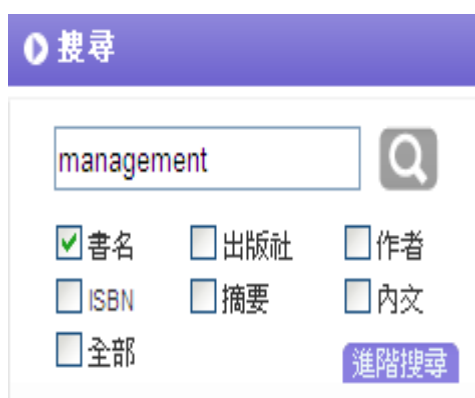 搜尋
management
書名 出版社 作者
ISBN 摘要 內文
全部 進階搜尋